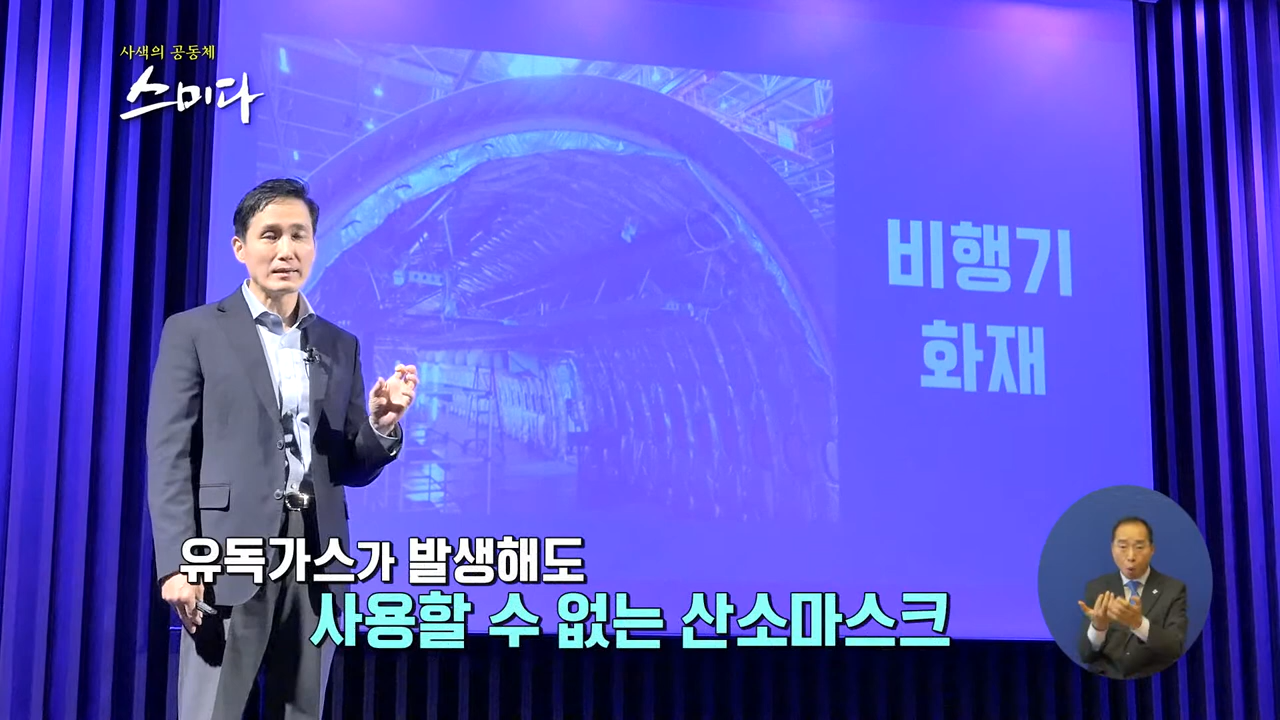 사색의 공동체
스미다
비행기
화재
유독가스가 발생해도
사용할 수 없는 산소마스크